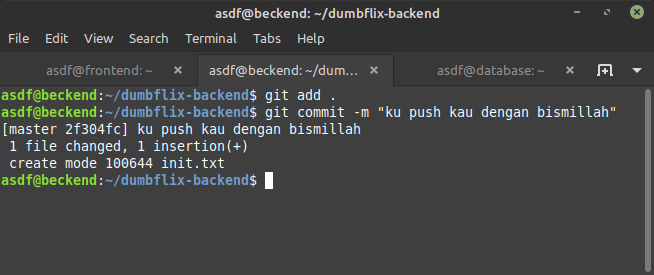 asdf@beckend: ~/dumbflix-backend
File Edit View Search Terminal Tabs Help
asdf@frontend: ~ asdf@beckend: ~/dum... asdf@database: ~
asdf@beckend:~/dumbflix-backend$ git add .
asdf@beckend:~/dumbflix-backend$ git commit -m "ku push kau dengan bismillah"
[master 2f304fc] ku push kau dengan bismillah
1 file changed, 1 insertion(+)
create mode 100644 init.txt
asdf@beckend:~/dumbflix-backend$